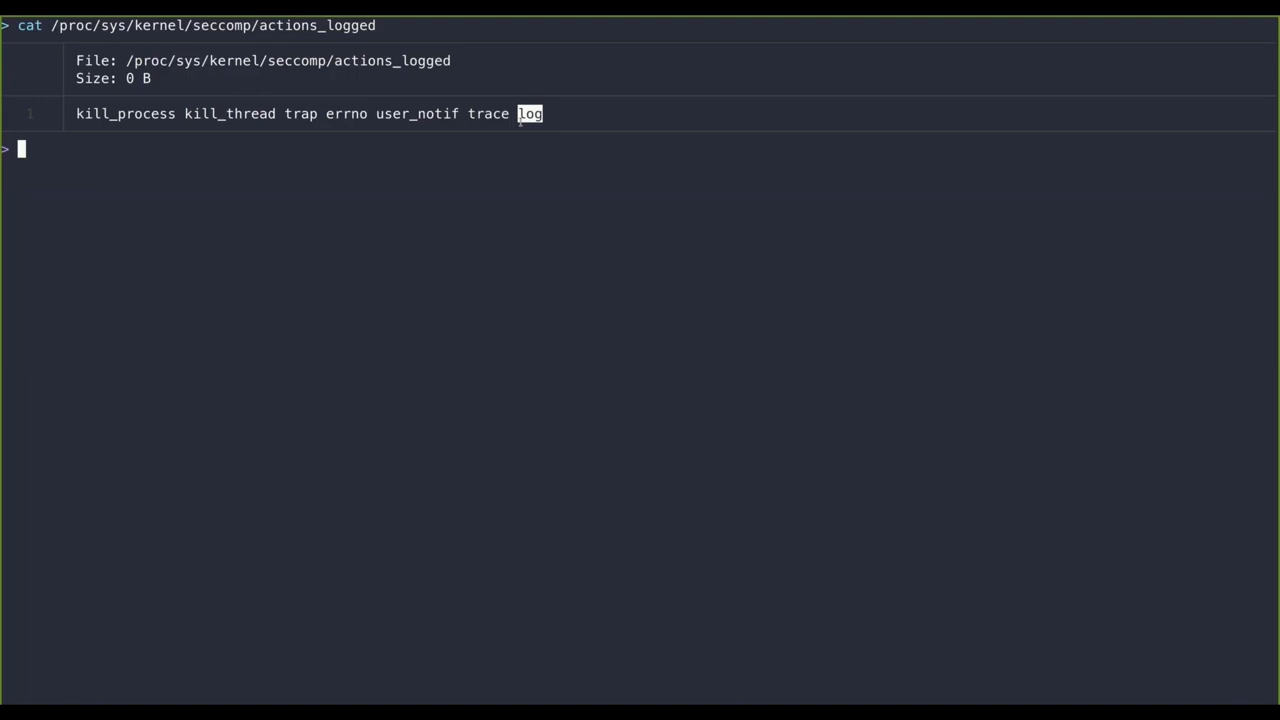 > cat /proc/sys/kernel/seccomp/actions_logged
File: /proc/sys/kernel/seccomp/actions_logged
Size: 0 B
1 kill_process kill_thread trap errno user_notif trace log
>